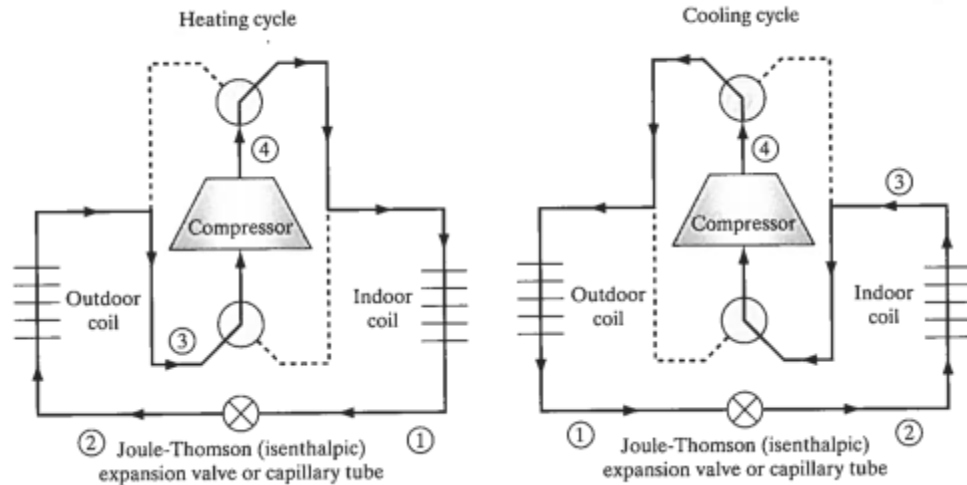 Heating cycle
④
Compressor
Outdoor
coil
Indoor
coil
③
②
①
Joule-Thomson (isenthalpic)
expansion valve or capillary tube
Cooling cycle
④
③
Compressor
Outdoor
coil
Indoor
coil
①
②
Joule-Thomson (isenthalpic)
expansion valve or capillary tube